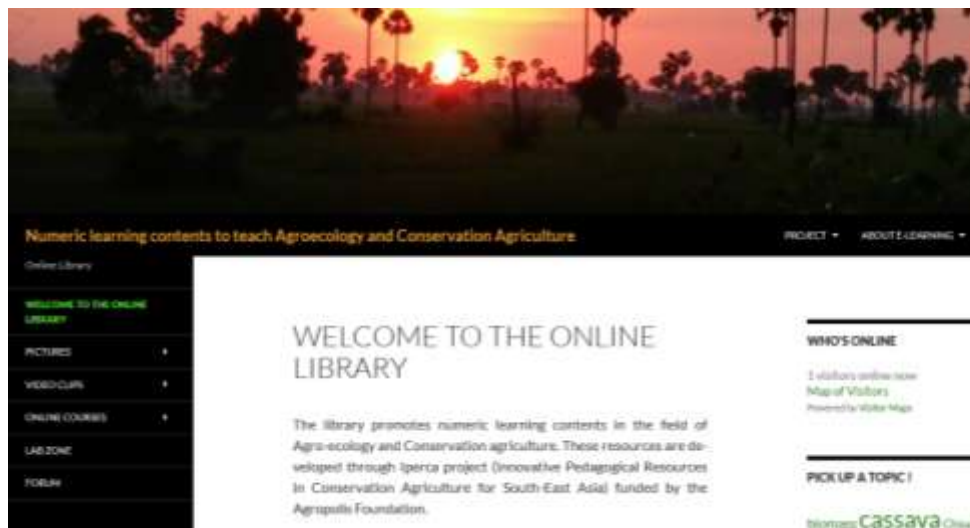 Numeric learning contents to teach Agroecology and Conservation Agriculture
PROJECT
ABOUT E-LEARNING
Online Library
WELCOME TO THE ONLINE
LIBRARY
PICTURES
VIDEO CLIPS
ONLINE COURSES
LAB ZONE
FORUM
WELCOME TO THE ONLINE
LIBRARY
The library promotes numeric learning contents in the field of
Agro-ecology and Conservation agriculture. These resources are de-
veloped through Iperca project (Innovative Pedagogical Resources
in Conservation Agriculture for South-East Asia) funded by the
Agropolis Foundation.
WHO'S ONLINE
1 visitors online now
Map of Visitors
Powered by Visitor Maps
PICK UP A TOPIC !
biomass cassava